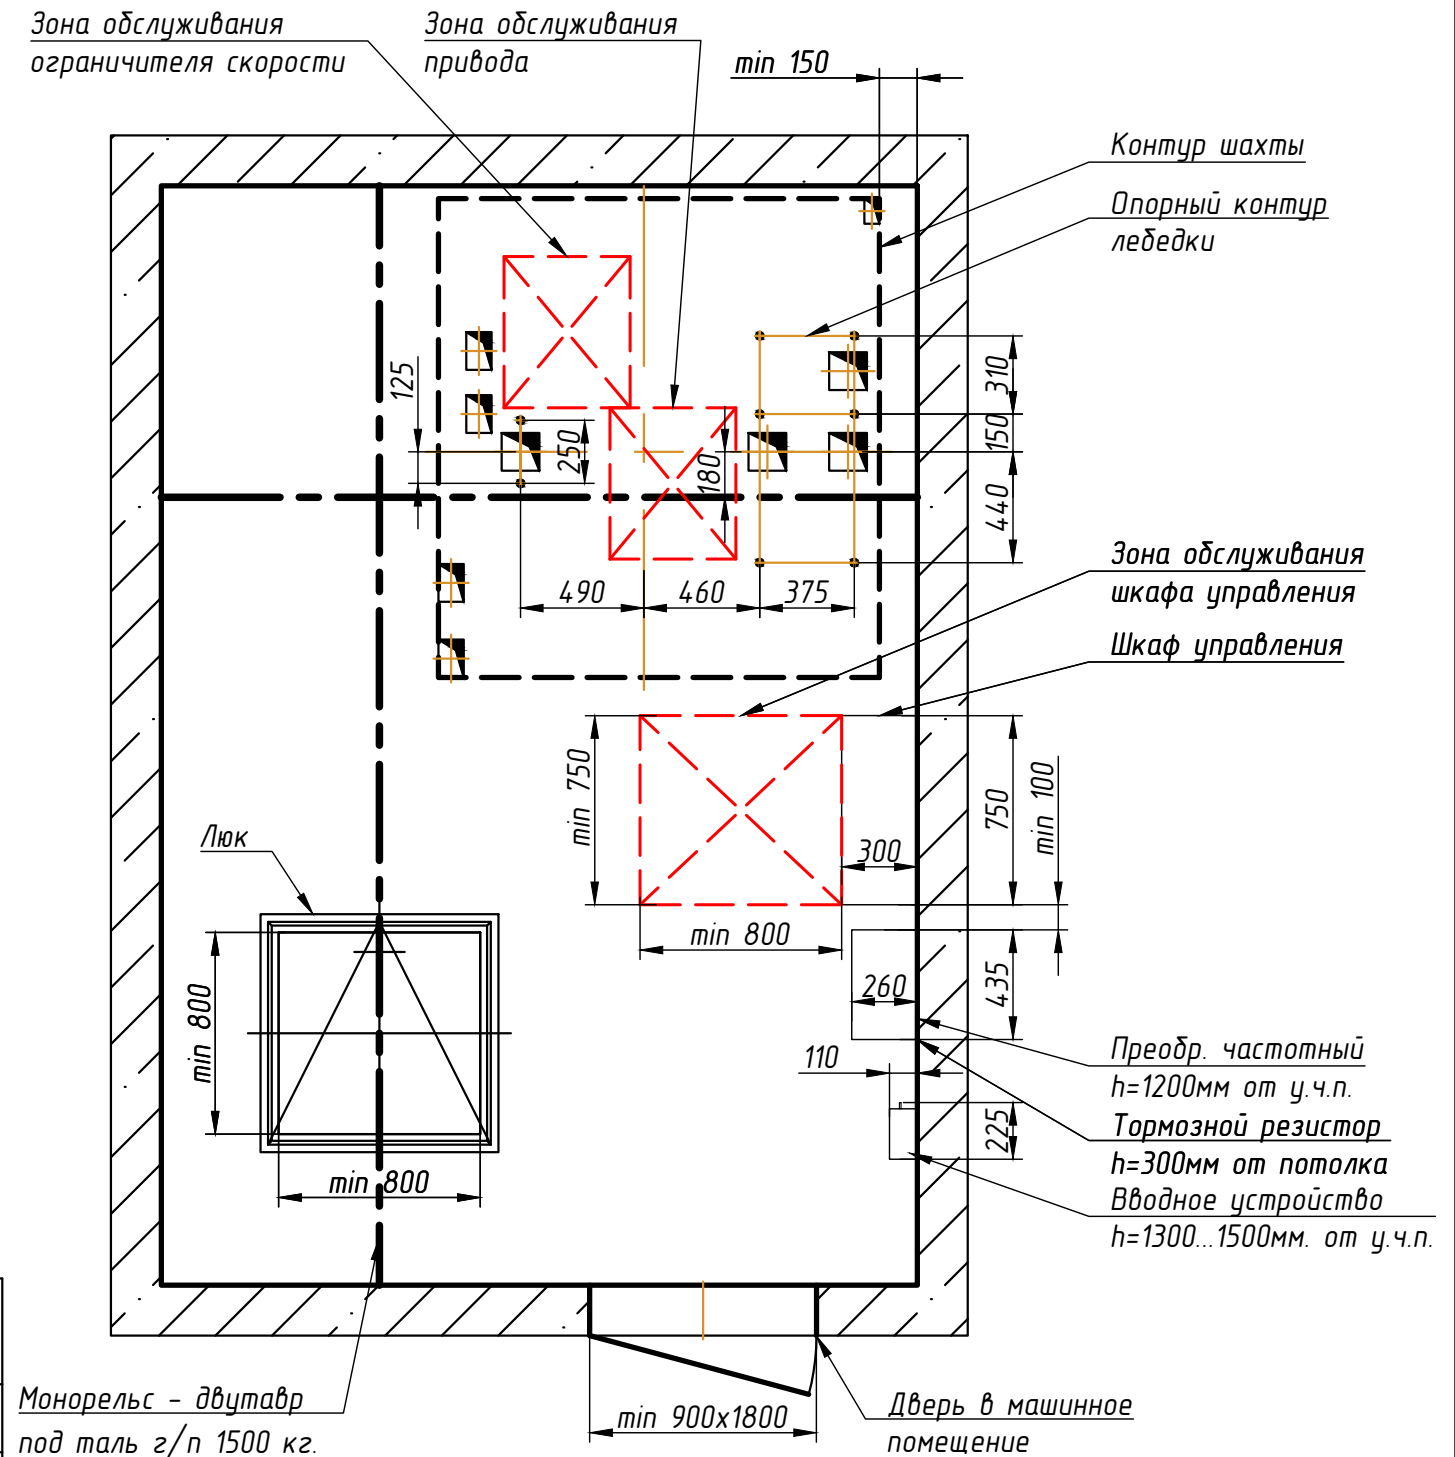 Зона обслуживания
ограничителя скорости
Зона обслуживания
привода
min 150
Контур шахты
Опорный контур
лебедки
125
250
180
310
150
440
490
460
375
Зона обслуживания
шкафа управления
Шкаф управления
min 750
750
min 100
300
min 800
Люк
min 800
min 800
260
435
110
225
Преобр. частотный
h=1200мм от у.ч.п.
Тормозной резистор
h=300мм от потолка
Вводное устройство
h=1300...1500мм. от у.ч.п.
Монорельс - двутавр
под таль г/п 1500 кг.
min 900x1800
Дверь в машинное
помещение